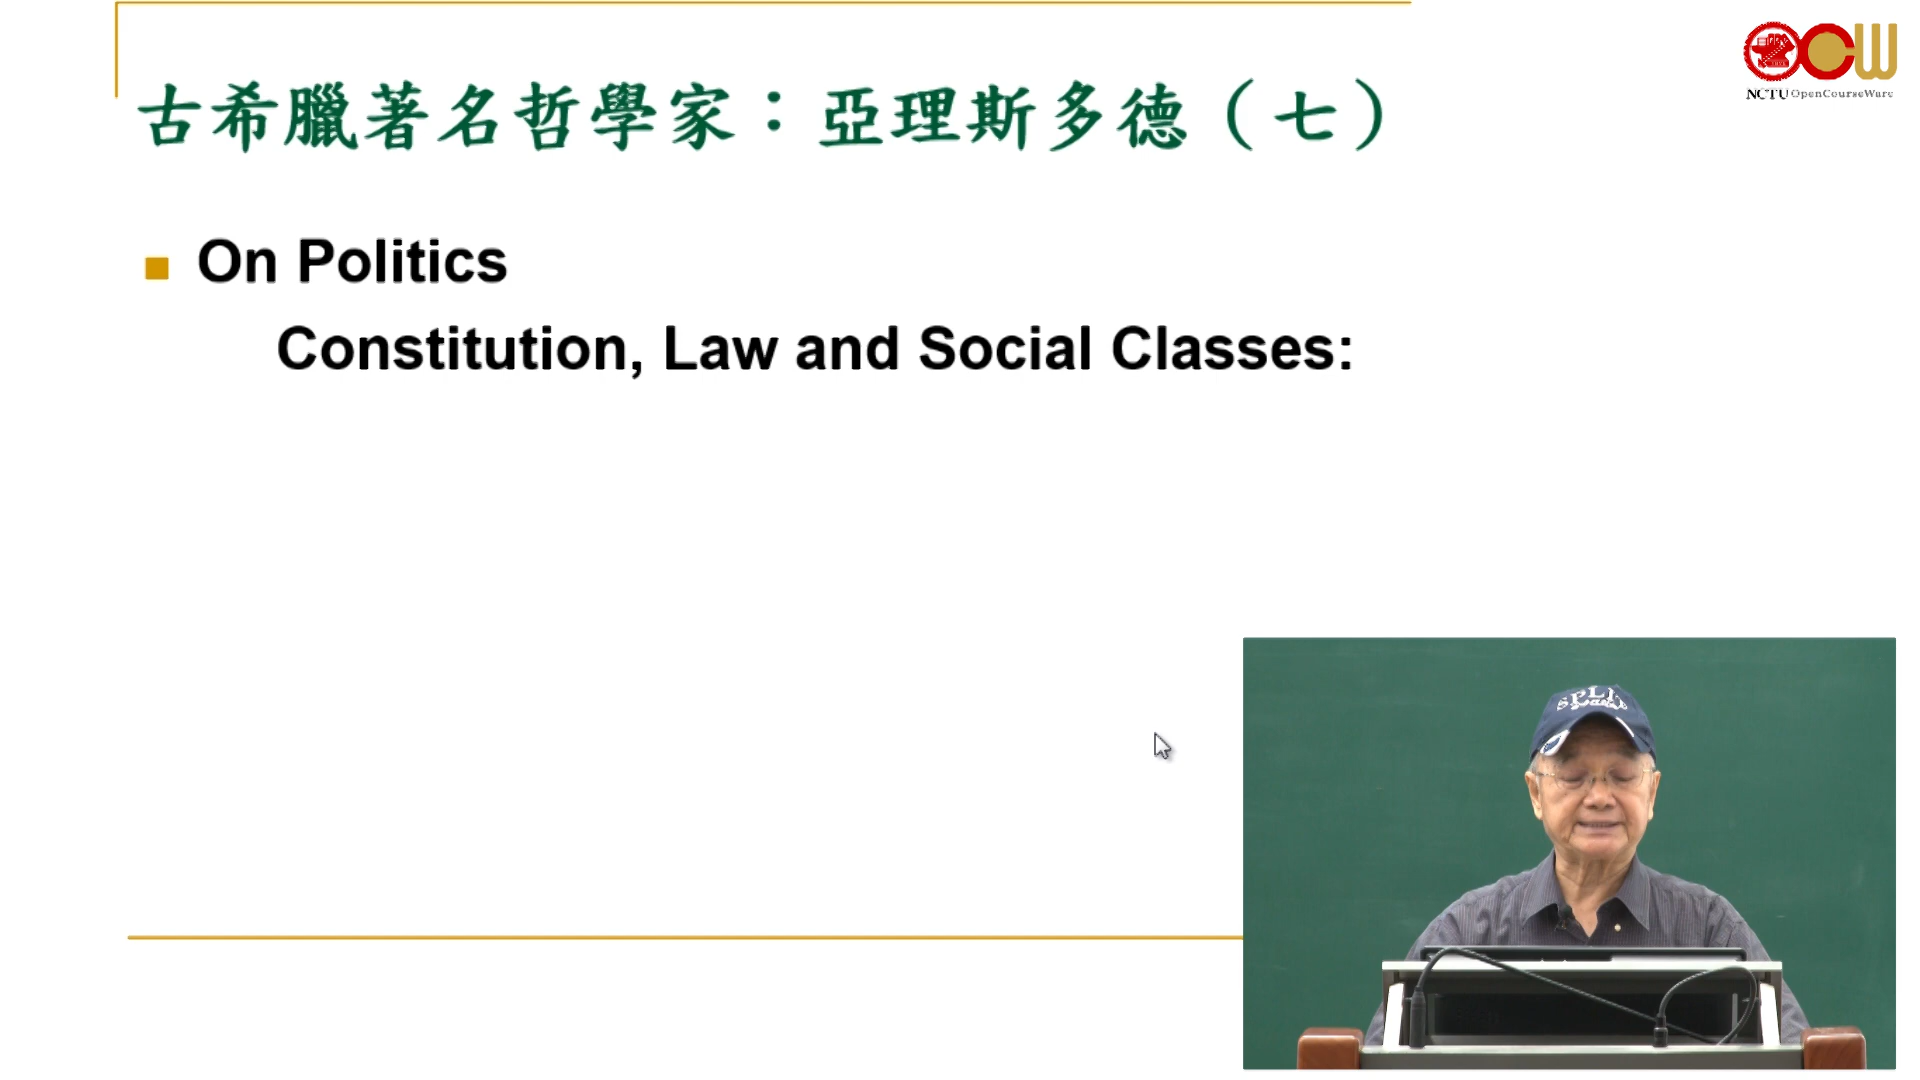 古希臘著名哲學家：亞理斯多德（七）
NCTU OpenCourseWare
On Politics
Constitution, Law and Social Classes:
SPLIT